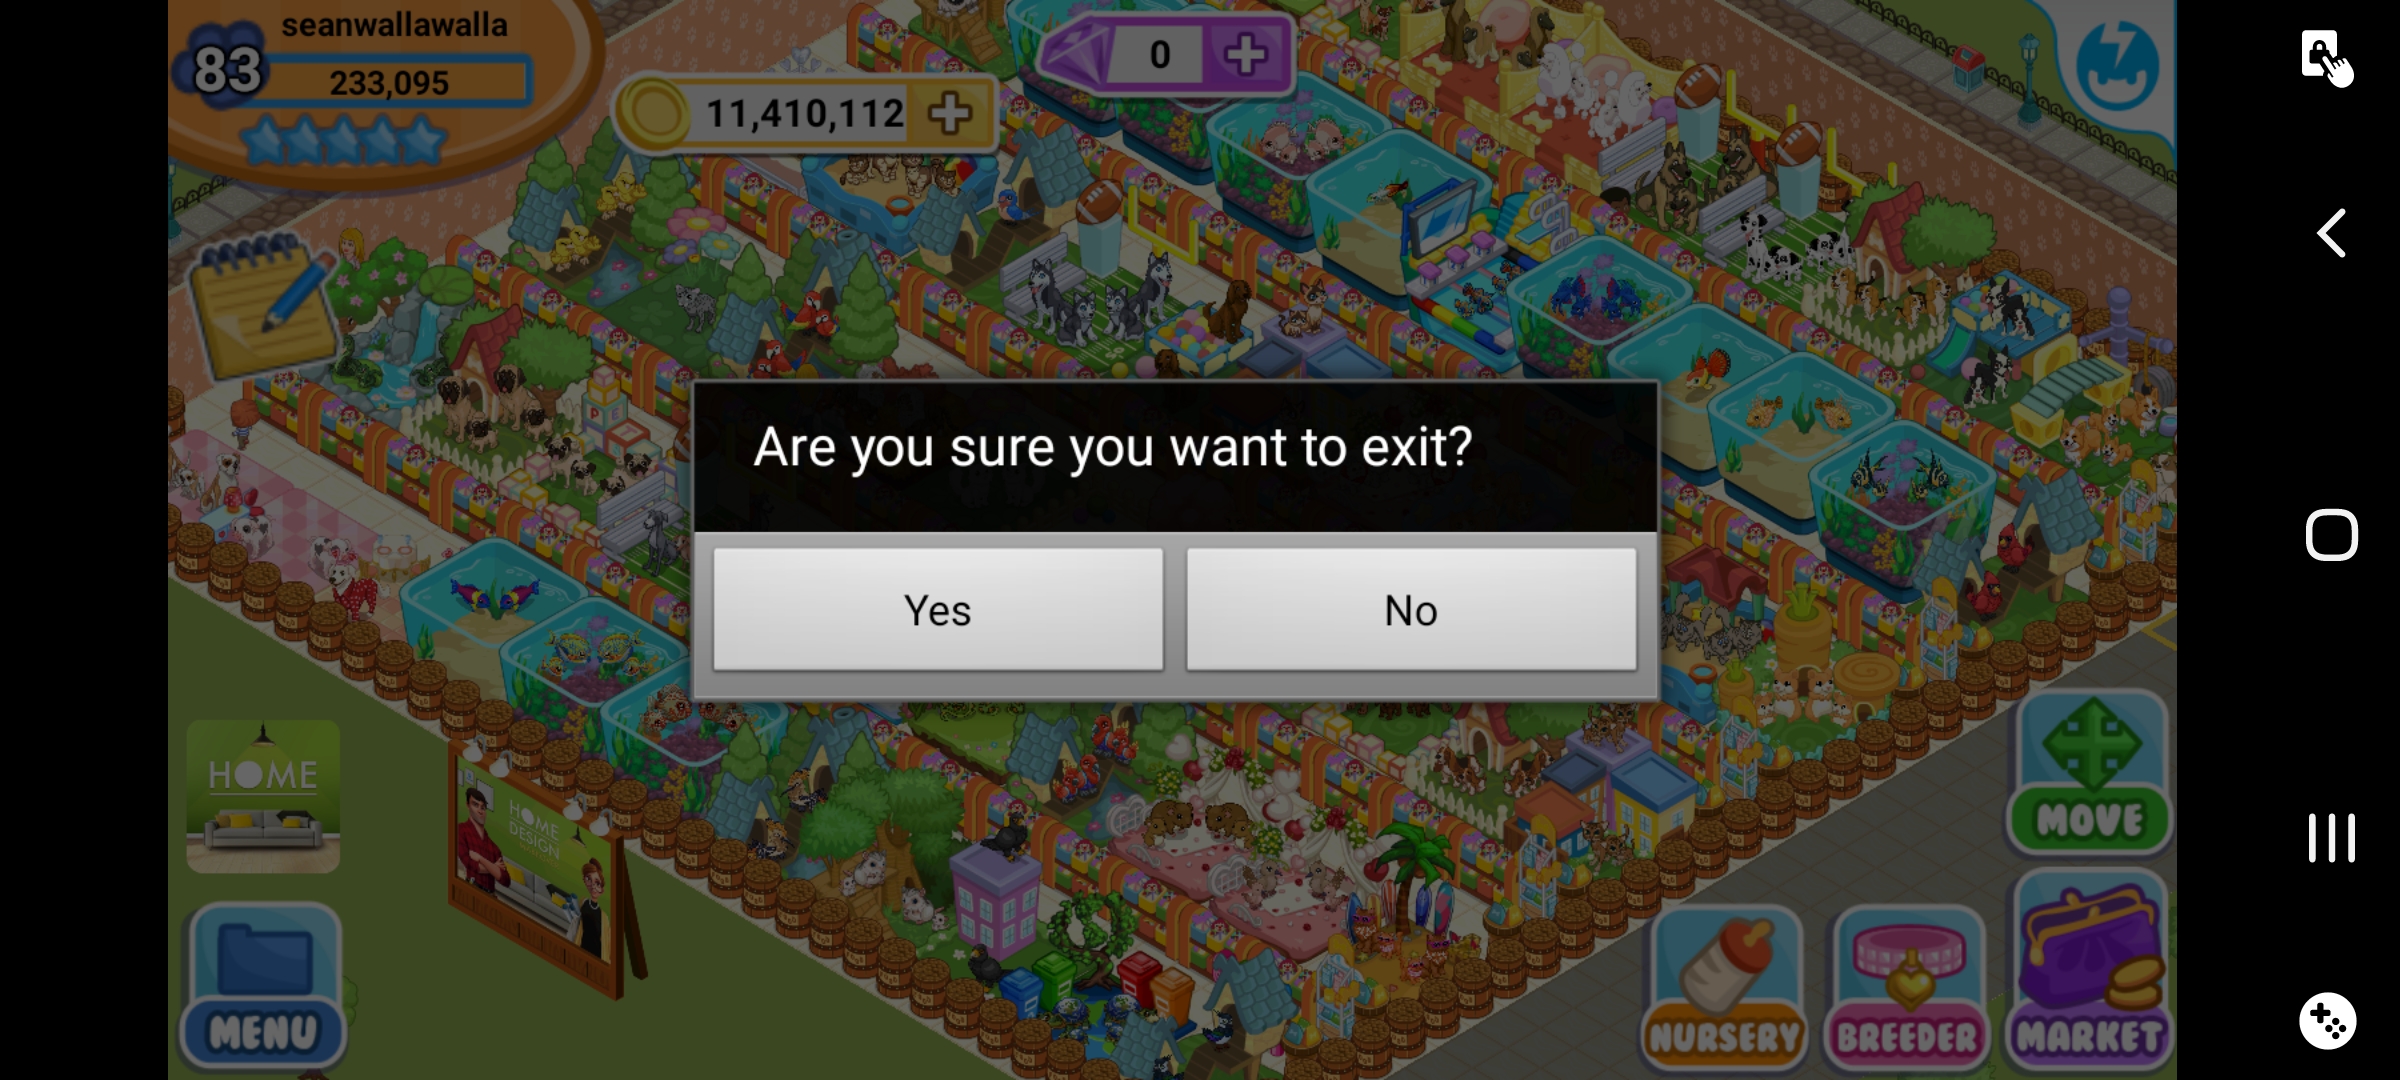 seanwallawalla
83
233,095
11,410,112
0
Are you sure you want to exit?
Yes
No
HOME
HOME
DESIGN
MENU
MOVE
NURSERY
BREEDER
MARKET